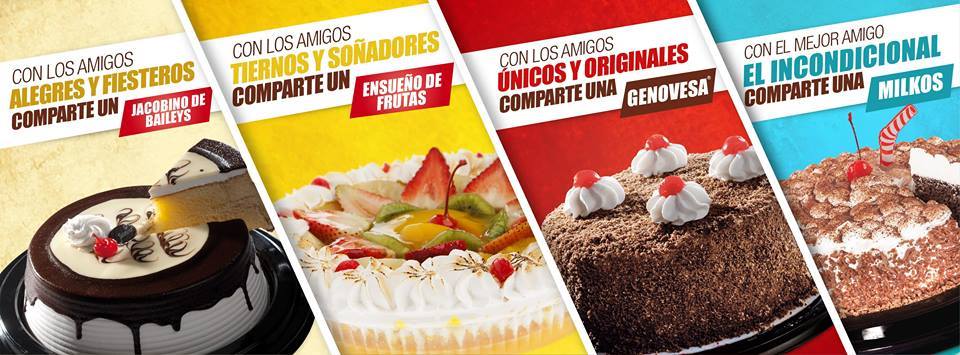 CON LOS AMIGOS
ALEGRES Y FIESTEROS
COMPARTE UN
JACOBINO DE
BAILEYS
CON LOS AMIGOS
TIERNOS Y SOÑADORES
COMPARTE UN
ENSUEÑO DE
FRUTAS
CON LOS AMIGOS
ÚNICOS Y ORIGINALES
COMPARTE UNA
GENOVESA®
CON EL MEJOR AMIGO
EL INCONDICIONAL
COMPARTE UNA
MILKOS